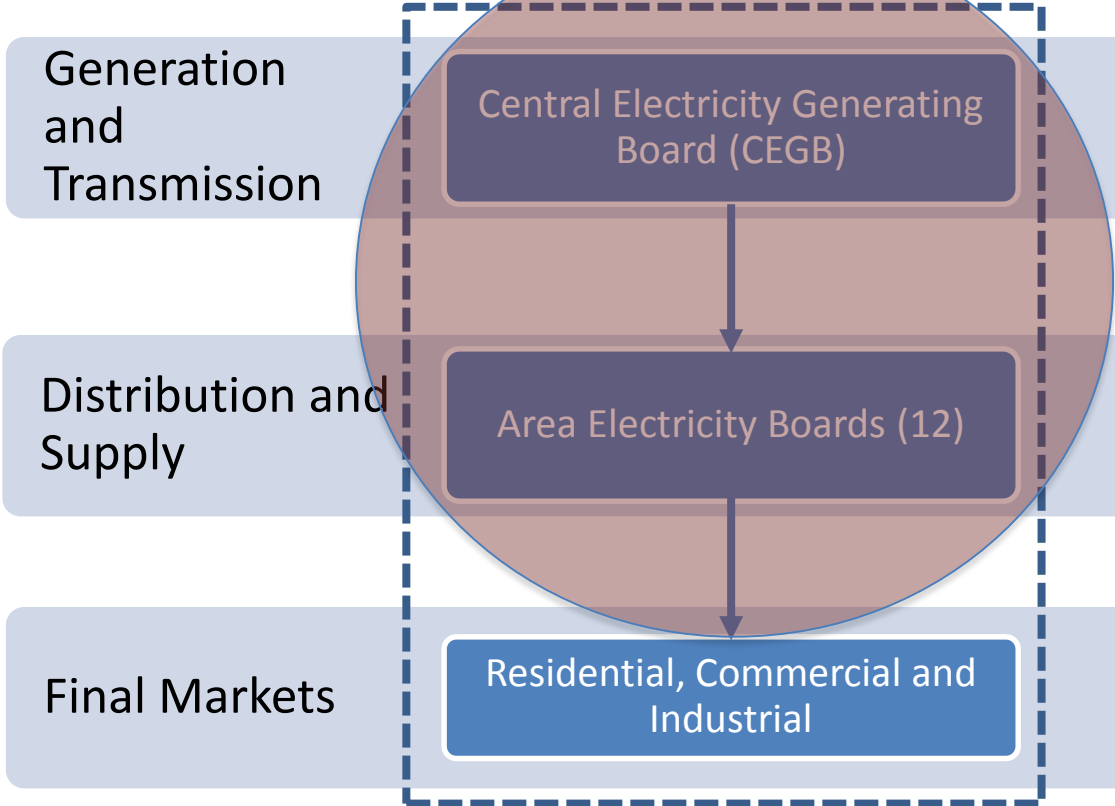 Generation
and
Transmission
Central Electricity Generating
Board (CEGB)
Distribution and
Supply
Area Electricity Boards (12)
Final Markets
Residential, Commercial and
Industrial